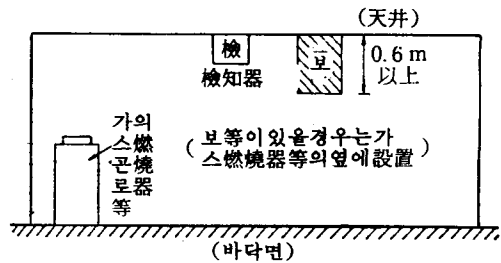 (天井)
檢
보
0.6 m
以上
檢知器
가의
스燃
곤燒
로器
等
(보等이있을경우는가
스燃燒器等의옆에設置)
(바닥면)